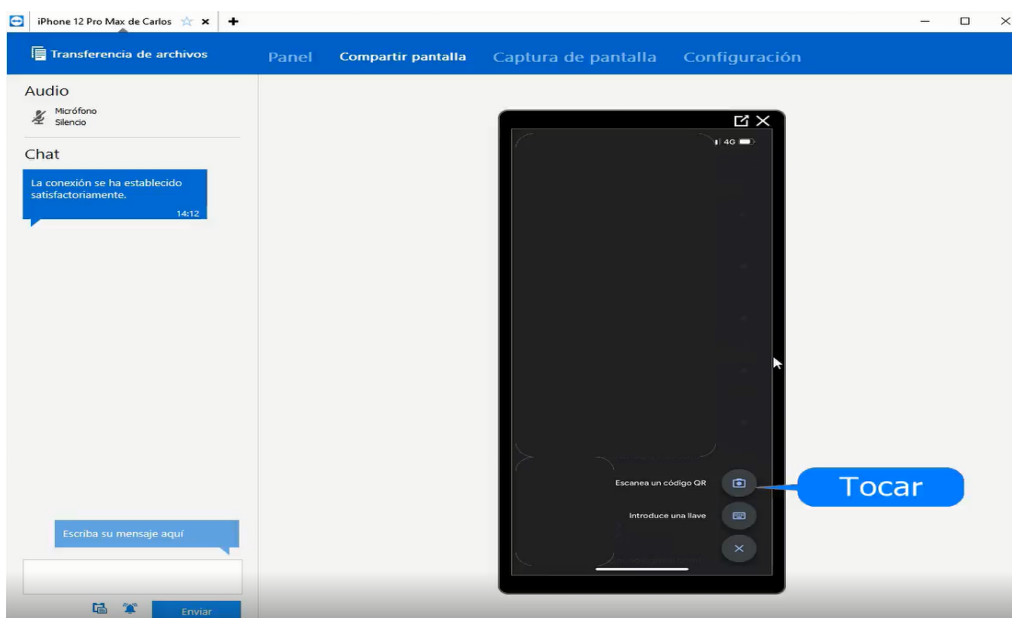 iPhone 12 Pro Max de Carlos
Transferencia de archivos
Panel
Compartir pantalla
Captura de pantalla
Configuración
Audio
Micrófono
Silencio
Chat
La conexión se ha establecido
satisfactoriamente.
14:12
4G
Escanea un código QR
Tocar
Introduce una llave
Escriba su mensaje aquí
Enviar